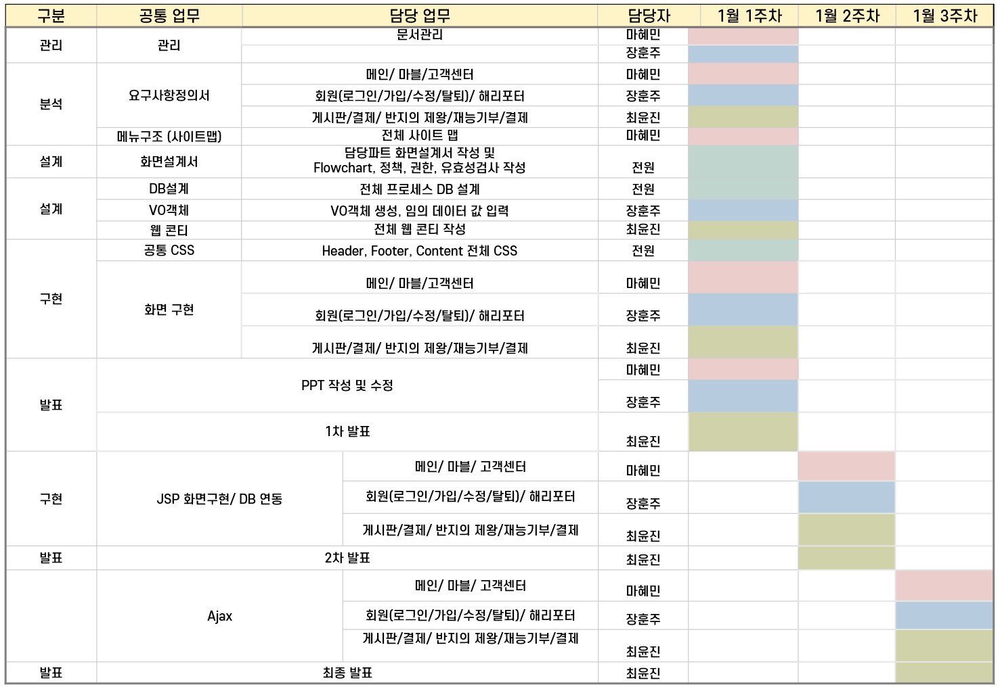 구분 공통 업무 담당 업무 담당자 1월 1주차 1월 2주차 1월 3주차
관리 관리 문서관리 마혜민
장훈주
분석 요구사항정의서 메인/ 마블/고객센터 마혜민
회원(로그인/가입/수정/탈퇴)/ 해리포터 장훈주
게시판/결제/ 반지의 제왕/재능기부/결제 최윤진
메뉴구조 (사이트맵) 전체 사이트 맵 마혜민
설계 화면설계서 담당파트 화면설계서 작성 및
Flowchart, 정책, 권한, 유효성검사 작성 전원
설계 DB설계 전체 프로세스 DB 설계 전원
VO객체 VO객체 생성, 임의 데이터 값 입력 장훈주
웹 콘티 전체 웹 콘티 작성 최윤진
구현 공통 CSS Header, Footer, Content 전체 CSS 전원
화면 구현 메인/ 마블/고객센터 마혜민
회원(로그인/가입/수정/탈퇴)/ 해리포터 장훈주
게시판/결제/ 반지의 제왕/재능기부/결제 최윤진
발표 PPT 작성 및 수정 마혜민
장훈주
1차 발표 최윤진
구현 JSP 화면구현/ DB 연동 메인/ 마블/ 고객센터 마혜민
회원(로그인/가입/수정/탈퇴)/ 해리포터 장훈주
게시판/결제/ 반지의 제왕/재능기부/결제 최윤진
발표 2차 발표 최윤진
Ajax 메인/ 마블/ 고객센터 마혜민
회원(로그인/가입/수정/탈퇴)/ 해리포터 장훈주
게시판/결제/ 반지의 제왕/재능기부/결제 최윤진
발표 최종 발표 최윤진